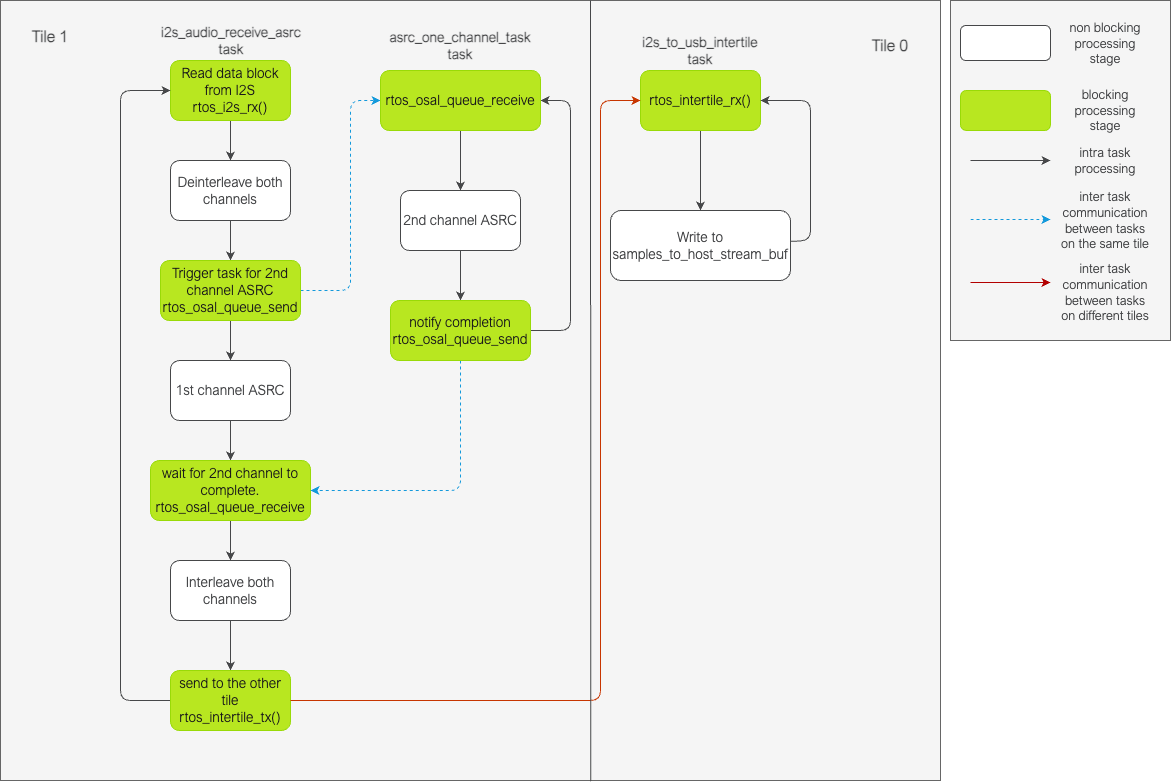 Tile 1
i2s_audio_receive_asrc
task
Read data block
from I2S
rtos_i2s_rx()
Deinterleave both
channels
Trigger task for 2nd
channel ASRC
rtos_osal_queue_send
1st channel ASRC
wait for 2nd channel to
complete.
rtos_osal_queue_receive
Interleave both
channels
send to the other
tile
rtos_intertile_tx()
asrc_one_channel_task
task
rtos_osal_queue_receive
2nd channel ASRC
notify completion
rtos_osal_queue_send
Tile 0
i2s_to_usb_intertile
task
rtos_intertile_rx()
Write to
samples_to_host_stream_buf
non blocking
processing
stage
blocking
processing
stage
intra task
processing
inter task
communication
between tasks
on the same tile
inter task
communication
between tasks
on different tiles